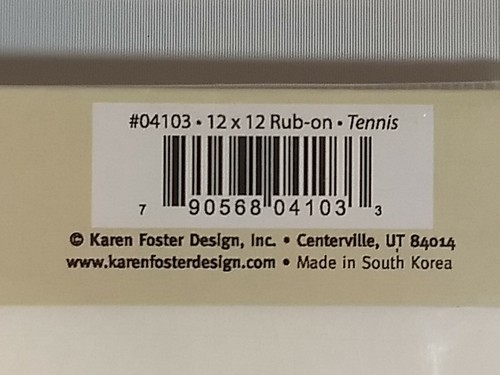 #04103 • 12 x 12 Rub-on • Tennis
7 90568 04103 3
© Karen Foster Design, Inc. • Centerville, UT 84014
www.karenfosterdesign.com • Made in South Korea